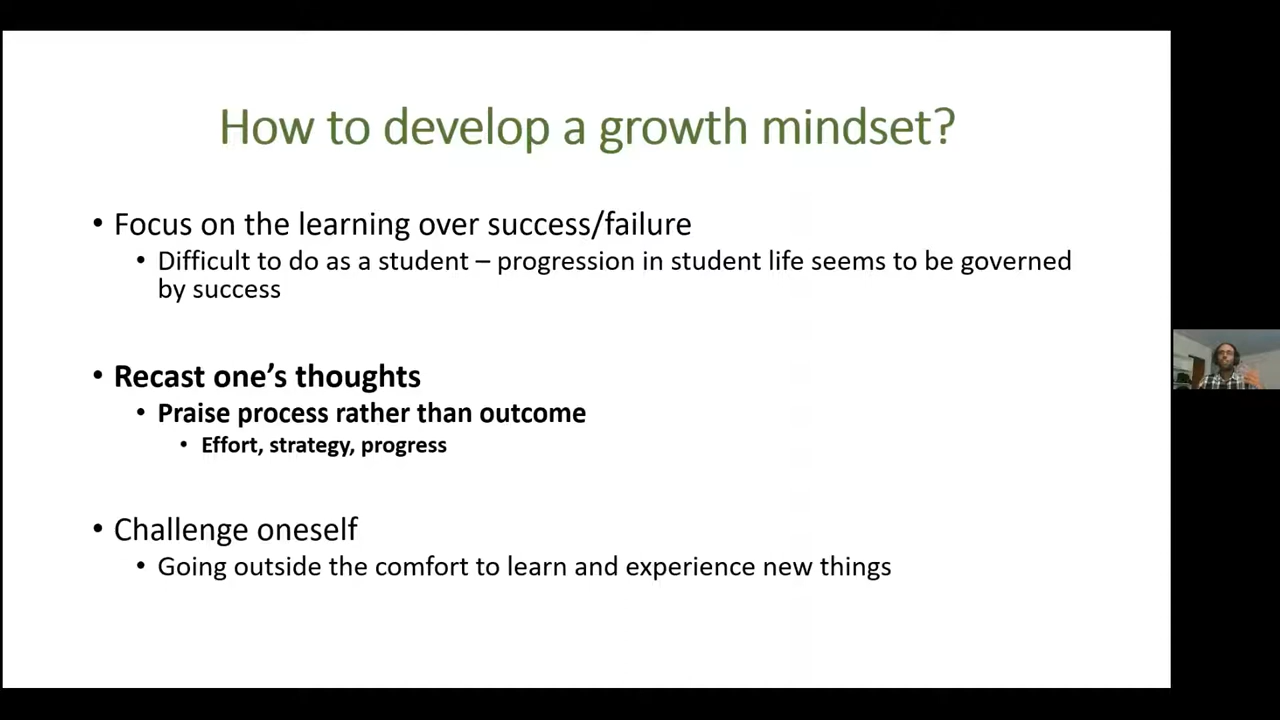 How to develop a growth mindset?
• Focus on the learning over success/failure
• Difficult to do as a student – progression in student life seems to be governed
by success
• Recast one’s thoughts
• Praise process rather than outcome
• Effort, strategy, progress
• Challenge oneself
• Going outside the comfort to learn and experience new things